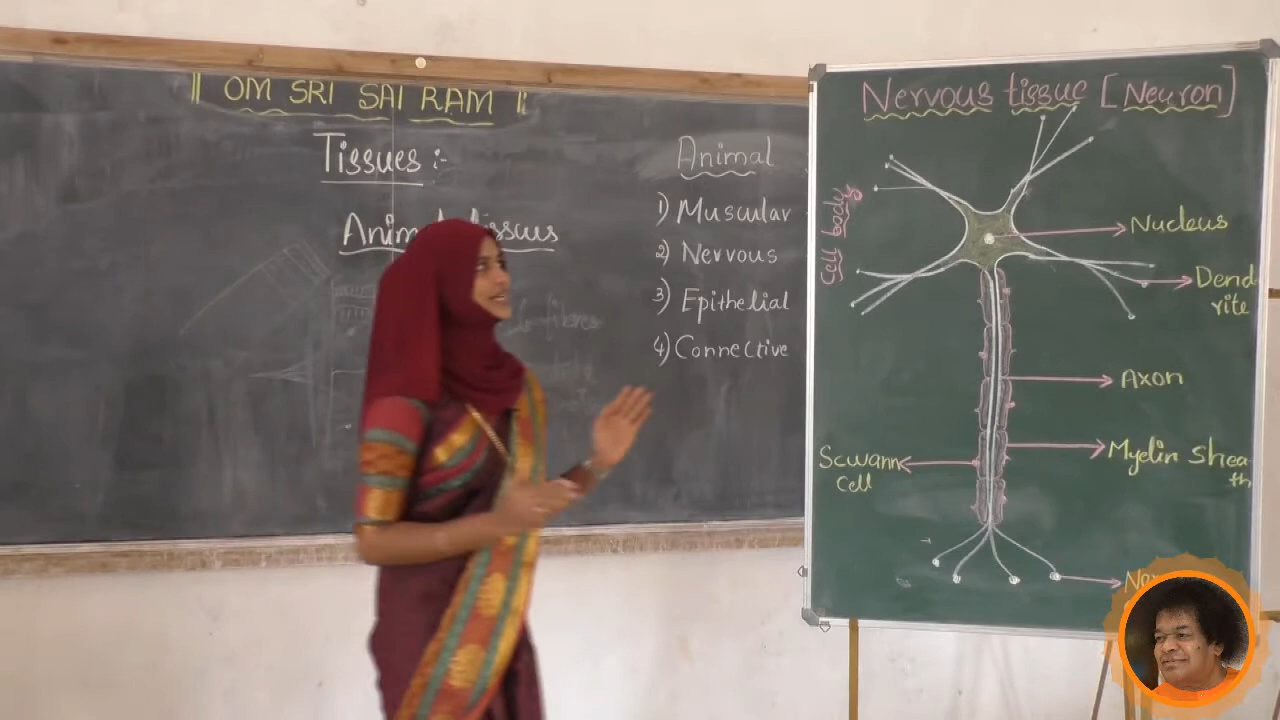 || OM SRI SAI RAM ||
Tissues :-
Animal tissues
Animal
1) Muscular
2) Nervous
3) Epithelial
4) Connective
Nervous tissue [Neuron]
Cell body
Nucleus
Dend
rite
Axon
Myelin Shea
th
Scwann
Cell